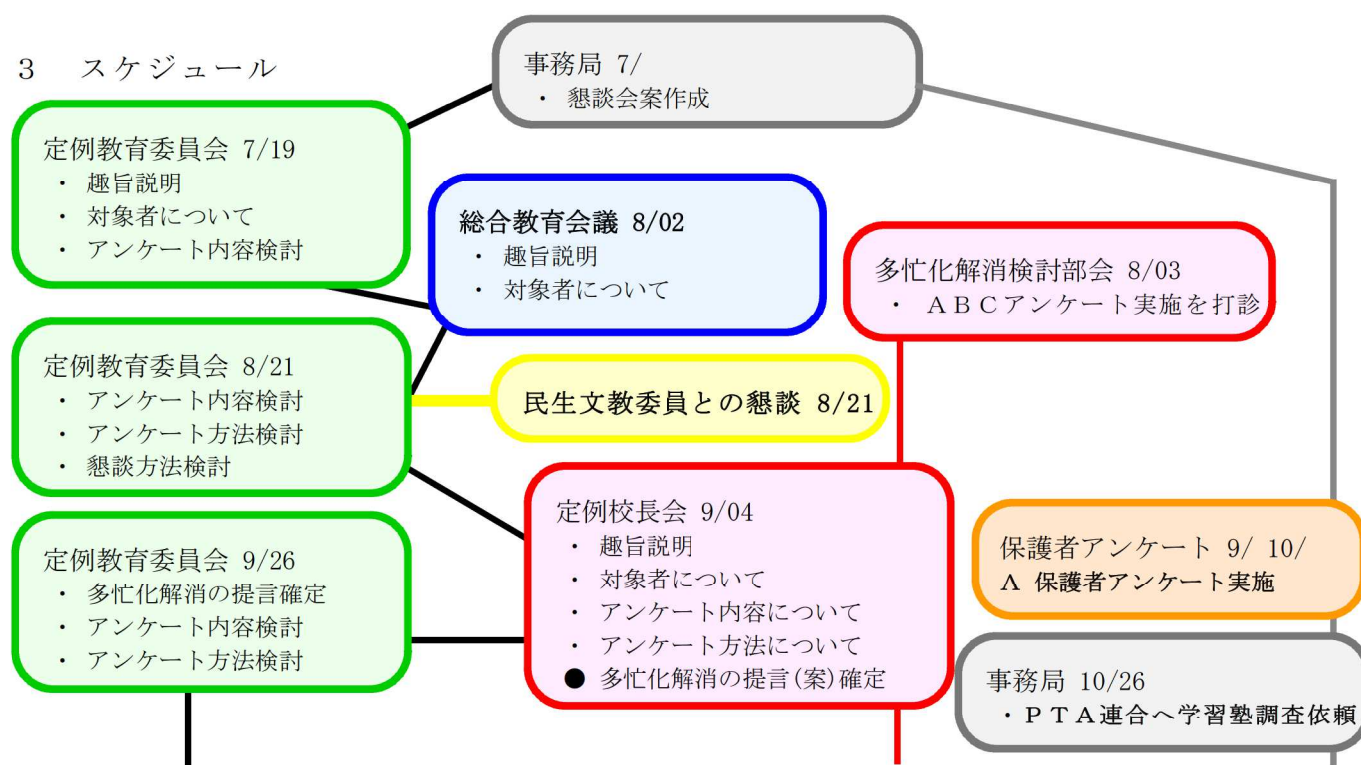 3 スケジュール
事務局 7/
・ 懇談会案作成
定例教育委員会 7/19
・ 趣旨説明
・ 対象者について
・ アンケート内容検討
総合教育会議 8/02
・ 趣旨説明
・ 対象者について
多忙化解消検討部会 8/03
・ ABCアンケート実施を打診
定例教育委員会 8/21
・ アンケート内容検討
・ アンケート方法検討
・ 懇談方法検討
民生文教委員との懇談 8/21
定例校長会 9/04
・ 趣旨説明
・ 対象者について
・ アンケート内容について
・ アンケート方法について
● 多忙化解消の提言(案)確定
定例教育委員会 9/26
・ 多忙化解消の提言確定
・ アンケート内容検討
・ アンケート方法検討
保護者アンケート 9/ 10/
A 保護者アンケート実施
事務局 10/26
・PTA連合へ学習塾調査依頼